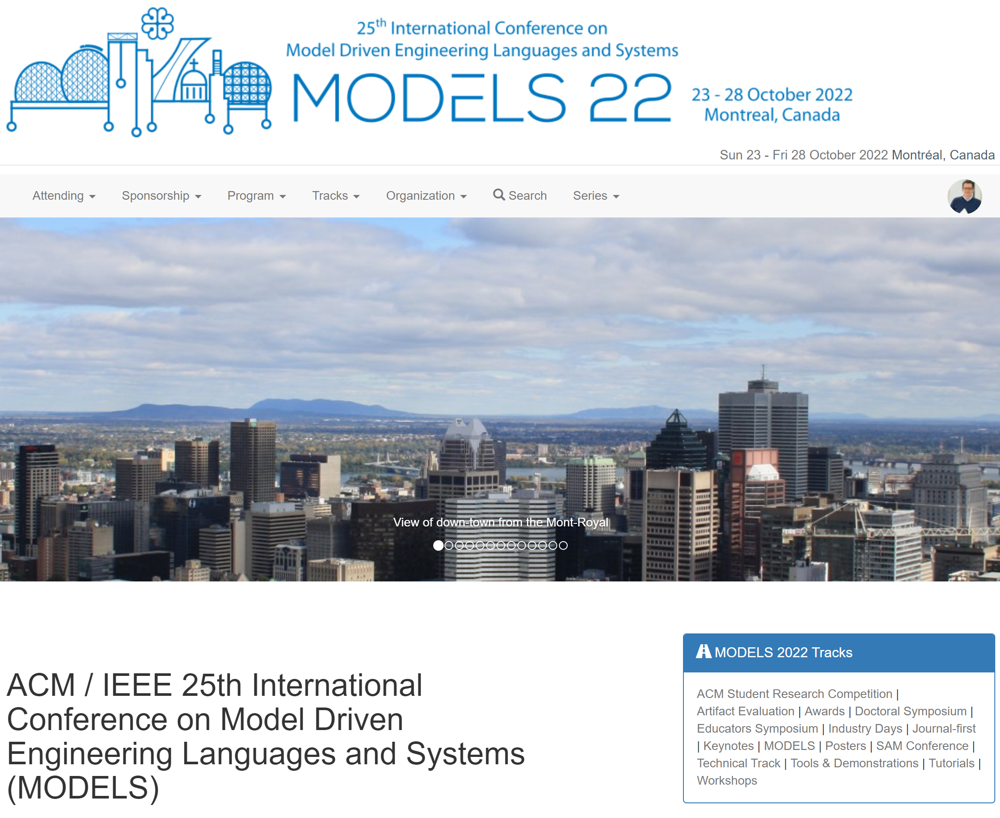 25th International Conference on
Model Driven Engineering Languages and Systems
MODELS 22
23 - 28 October 2022
Montreal, Canada
Sun 23 - Fri 28 October 2022 Montréal, Canada
Attending Sponsorship Program Tracks Organization Search Series
View of down-town from the Mont-Royal
ACM / IEEE 25th International
Conference on Model Driven
Engineering Languages and Systems
(MODELS)
MODELS 2022 Tracks
ACM Student Research Competition |
Artifact Evaluation | Awards | Doctoral Symposium |
Educators Symposium | Industry Days | Journal-first
| Keynotes | MODELS | Posters | SAM Conference |
Technical Track | Tools & Demonstrations | Tutorials |
Workshops